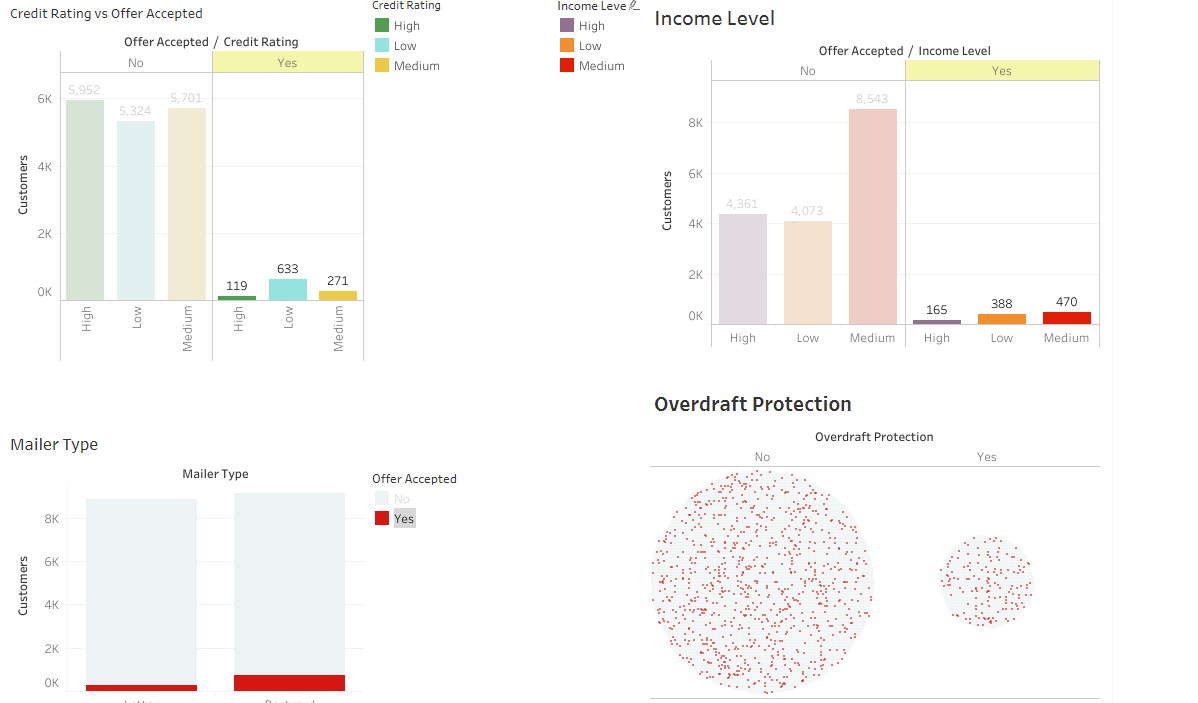 Credit Rating vs Offer Accepted
Offer Accepted / Credit Rating
No
Yes
5,952
5,324
5,701
119
633
271
6K
4K
2K
0K
Customers
High
Low
Medium
High
Low
Medium
Credit Rating
High
Low
Medium
Income Leve
High
Low
Medium
Income Level
Offer Accepted / Income Level
No
Yes
4,361
4,073
8,543
165
388
470
8K
6K
4K
2K
0K
Customers
High
Low
Medium
High
Low
Medium
Mailer Type
Mailer Type
8K
6K
4K
2K
0K
Customers
Offer Accepted
No
Yes
Overdraft Protection
Overdraft Protection
No
Yes